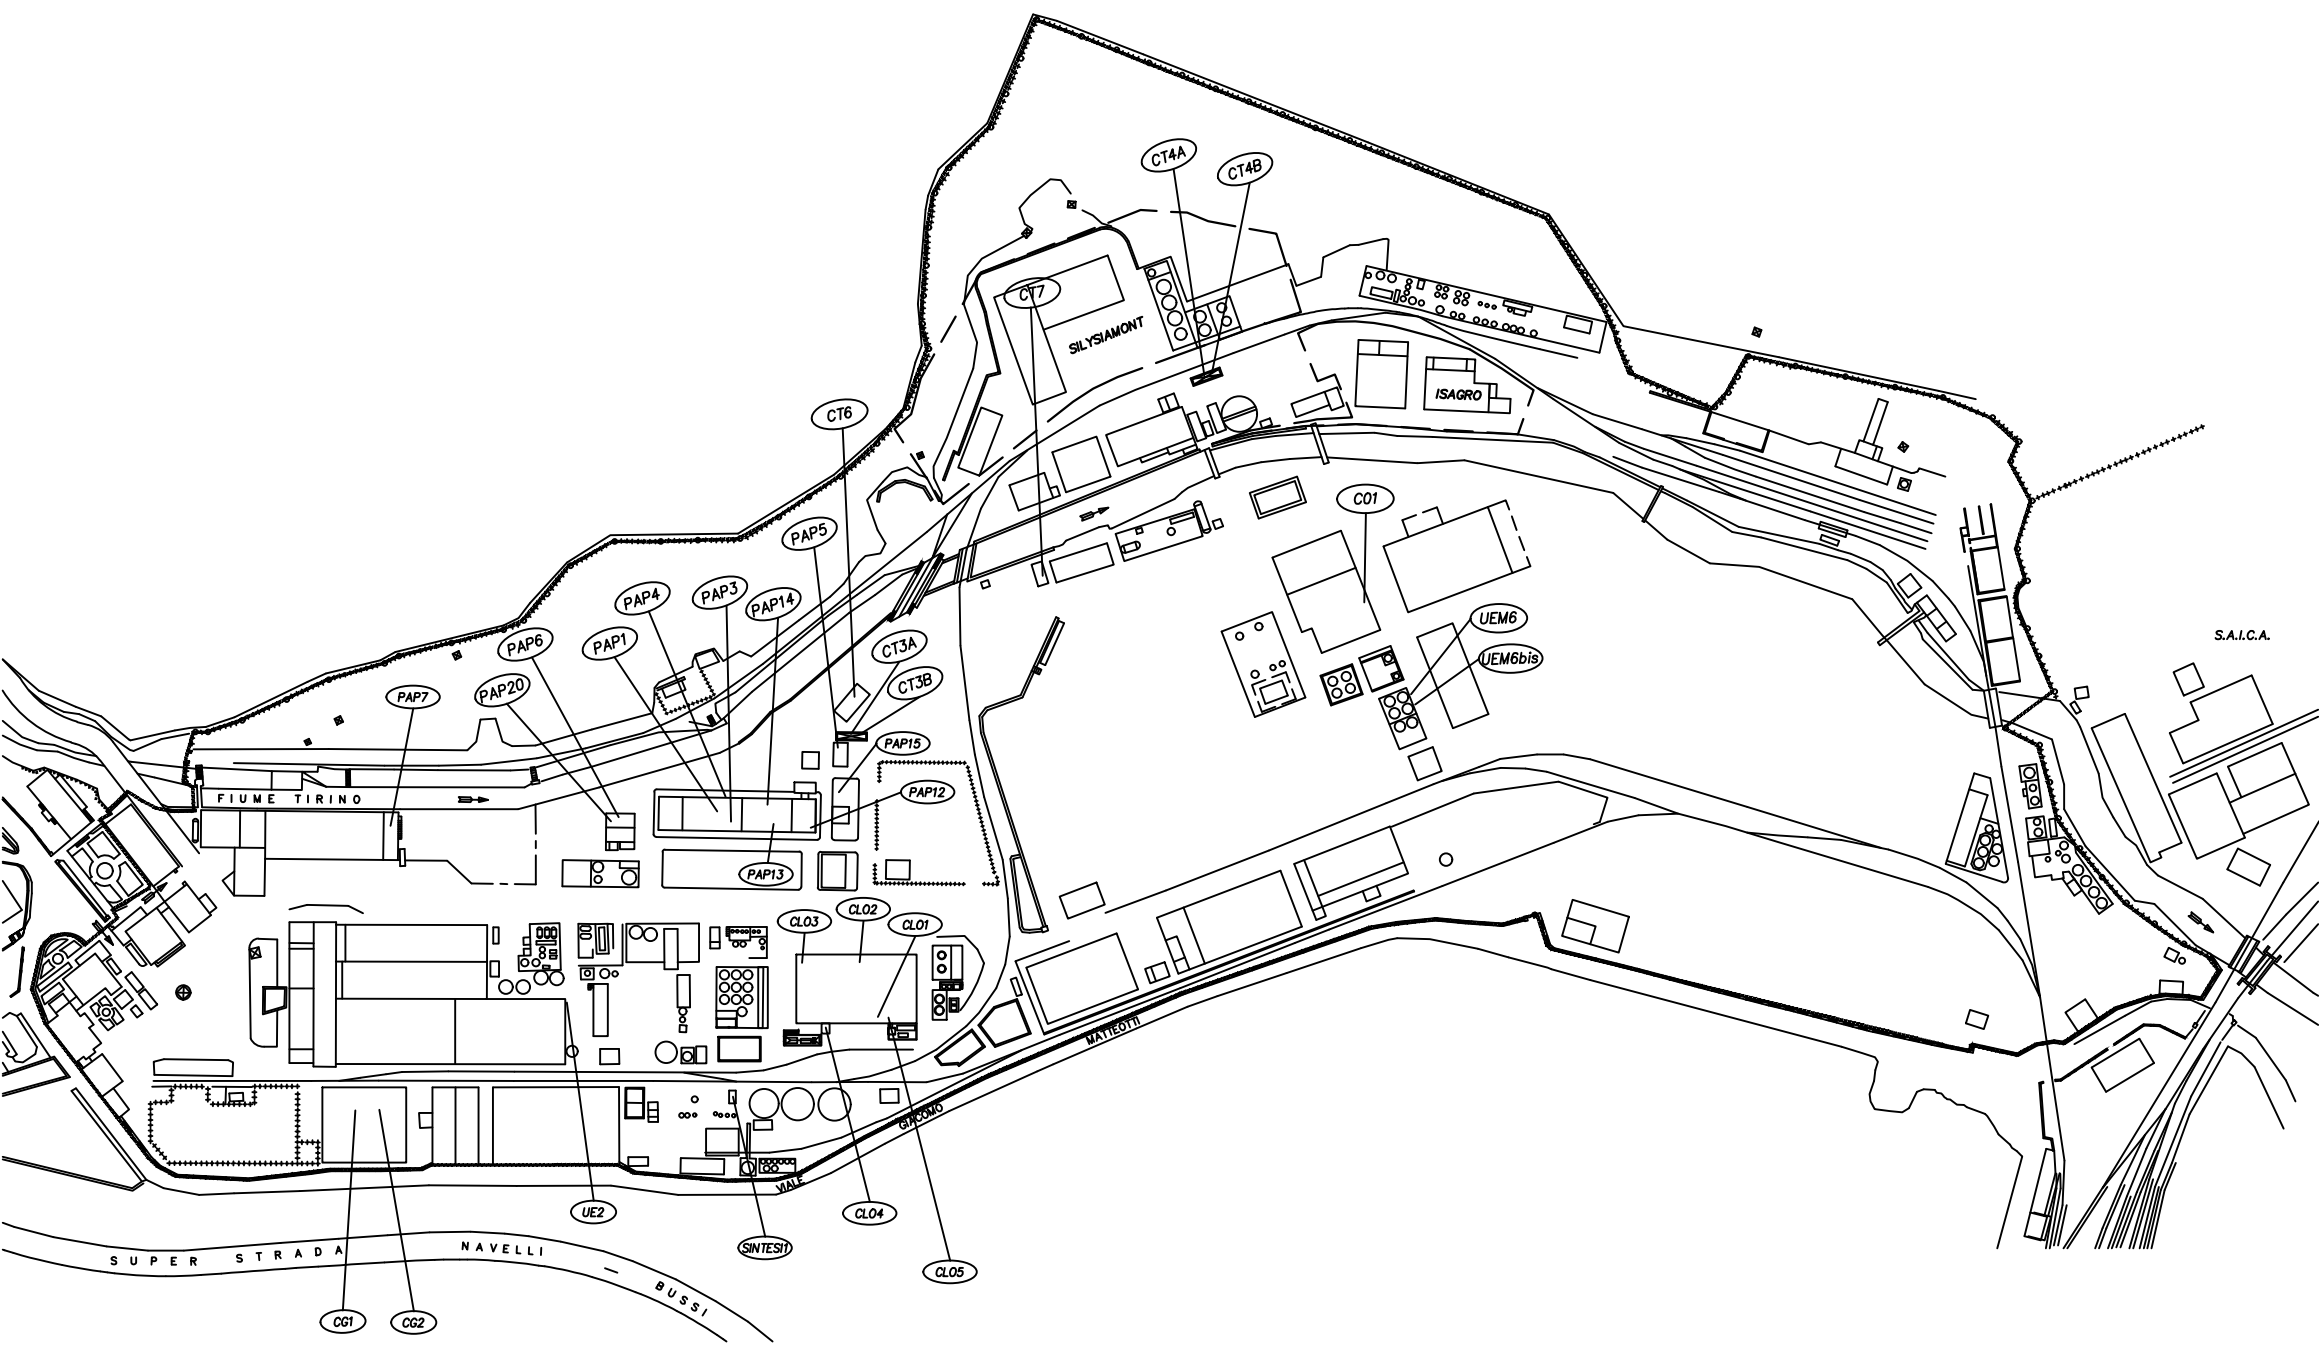 CT4A
CT4B
CT7
SILYSIAMONT
ISAGRO
CT6
PAP5
CO1
PAP4
PAP3
PAP14
PAP1
PAP6
PAP20
PAP7
CT3A
CT3B
UEM6
UEM6bis
S.A.I.C.A.
PAP15
PAP12
FIUME TIRINO
PAP13
CLO3
CLO2
CLO1
VIALE GIACOMO MATTEOTTI
UE2
CLO4
SINTESI1
CLO5
SUPER STRADA NAVELLI – BUSSI
CG1
CG2